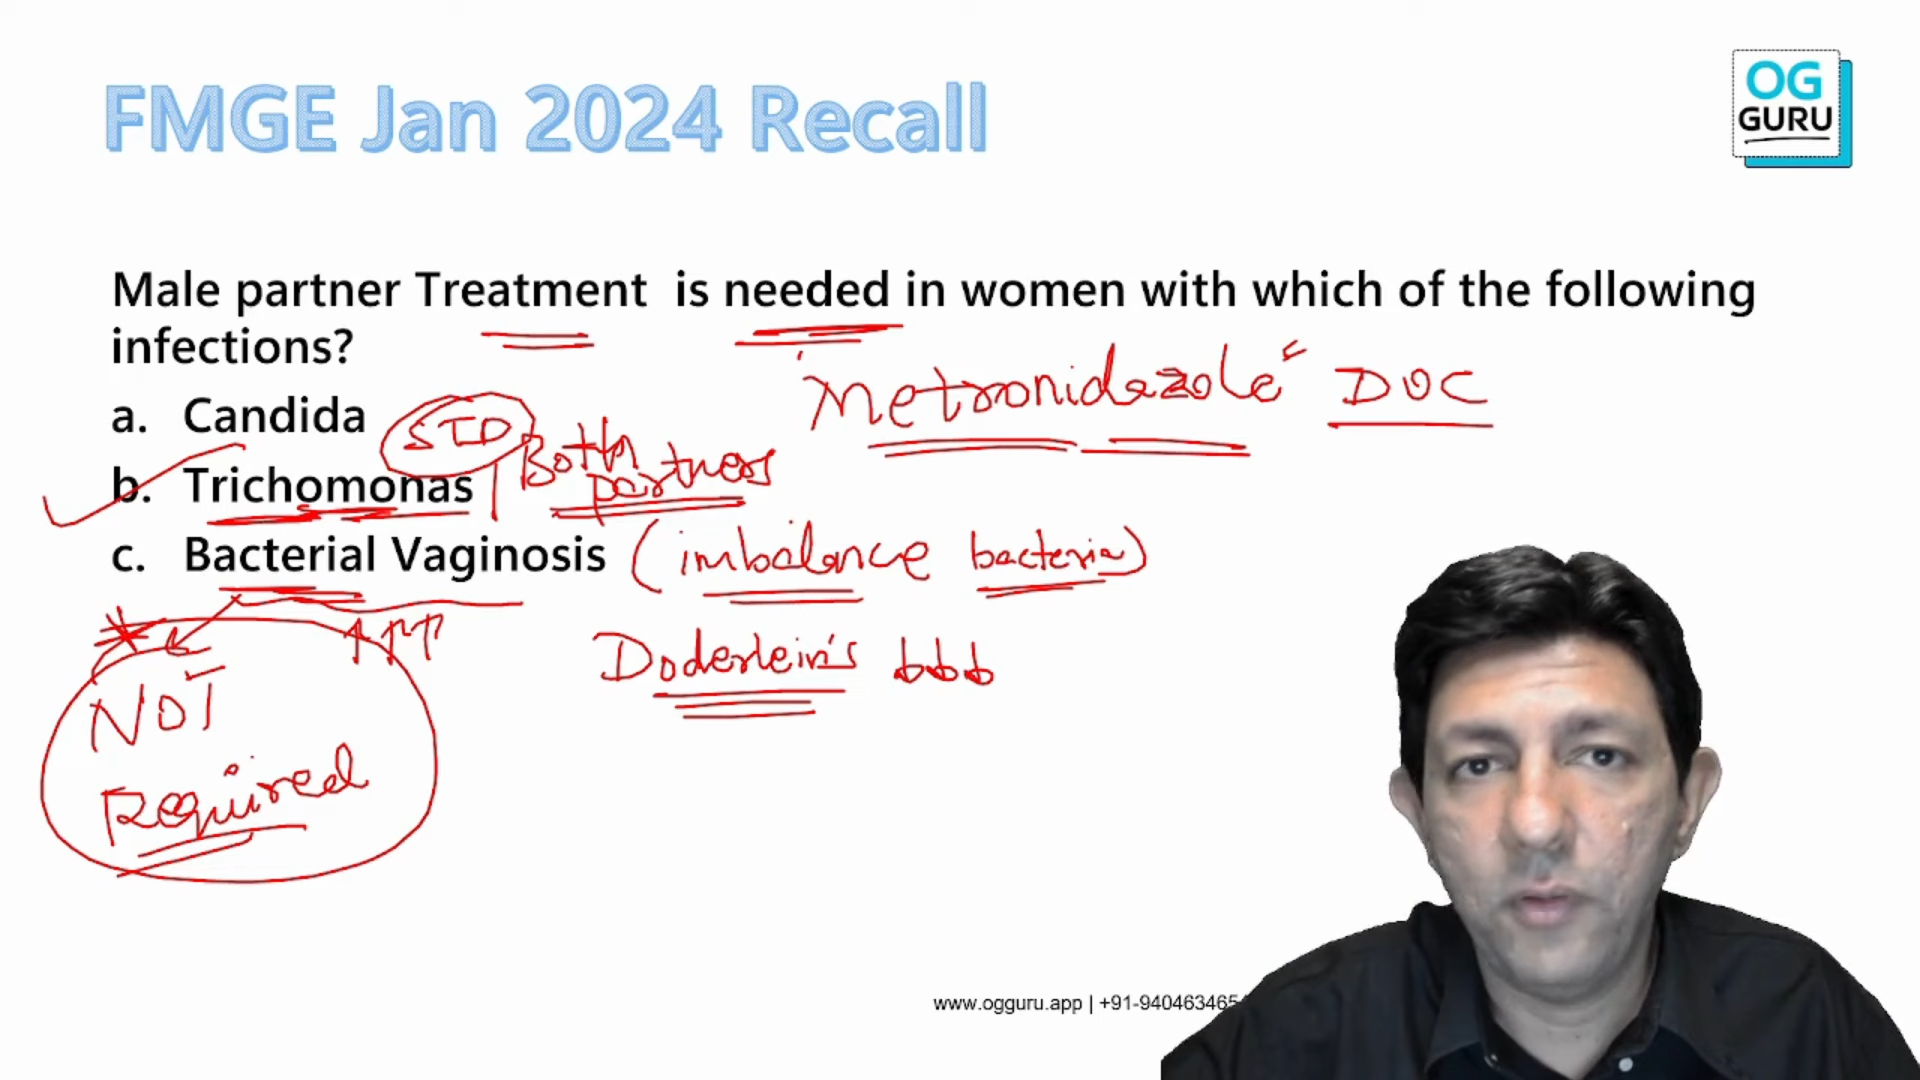 FMGE Jan 2024 Recall
OG
GURU
Male partner Treatment is needed in women with which of the following
infections?
Metronidazole DOC
a. Candida STD
Both
b. Trichomonas partners
c. Bacterial Vaginosis (imbalance bacteria)
↑↑↑
Doderlein's
NOT
Required
www.ogguru.app | +91-940463465